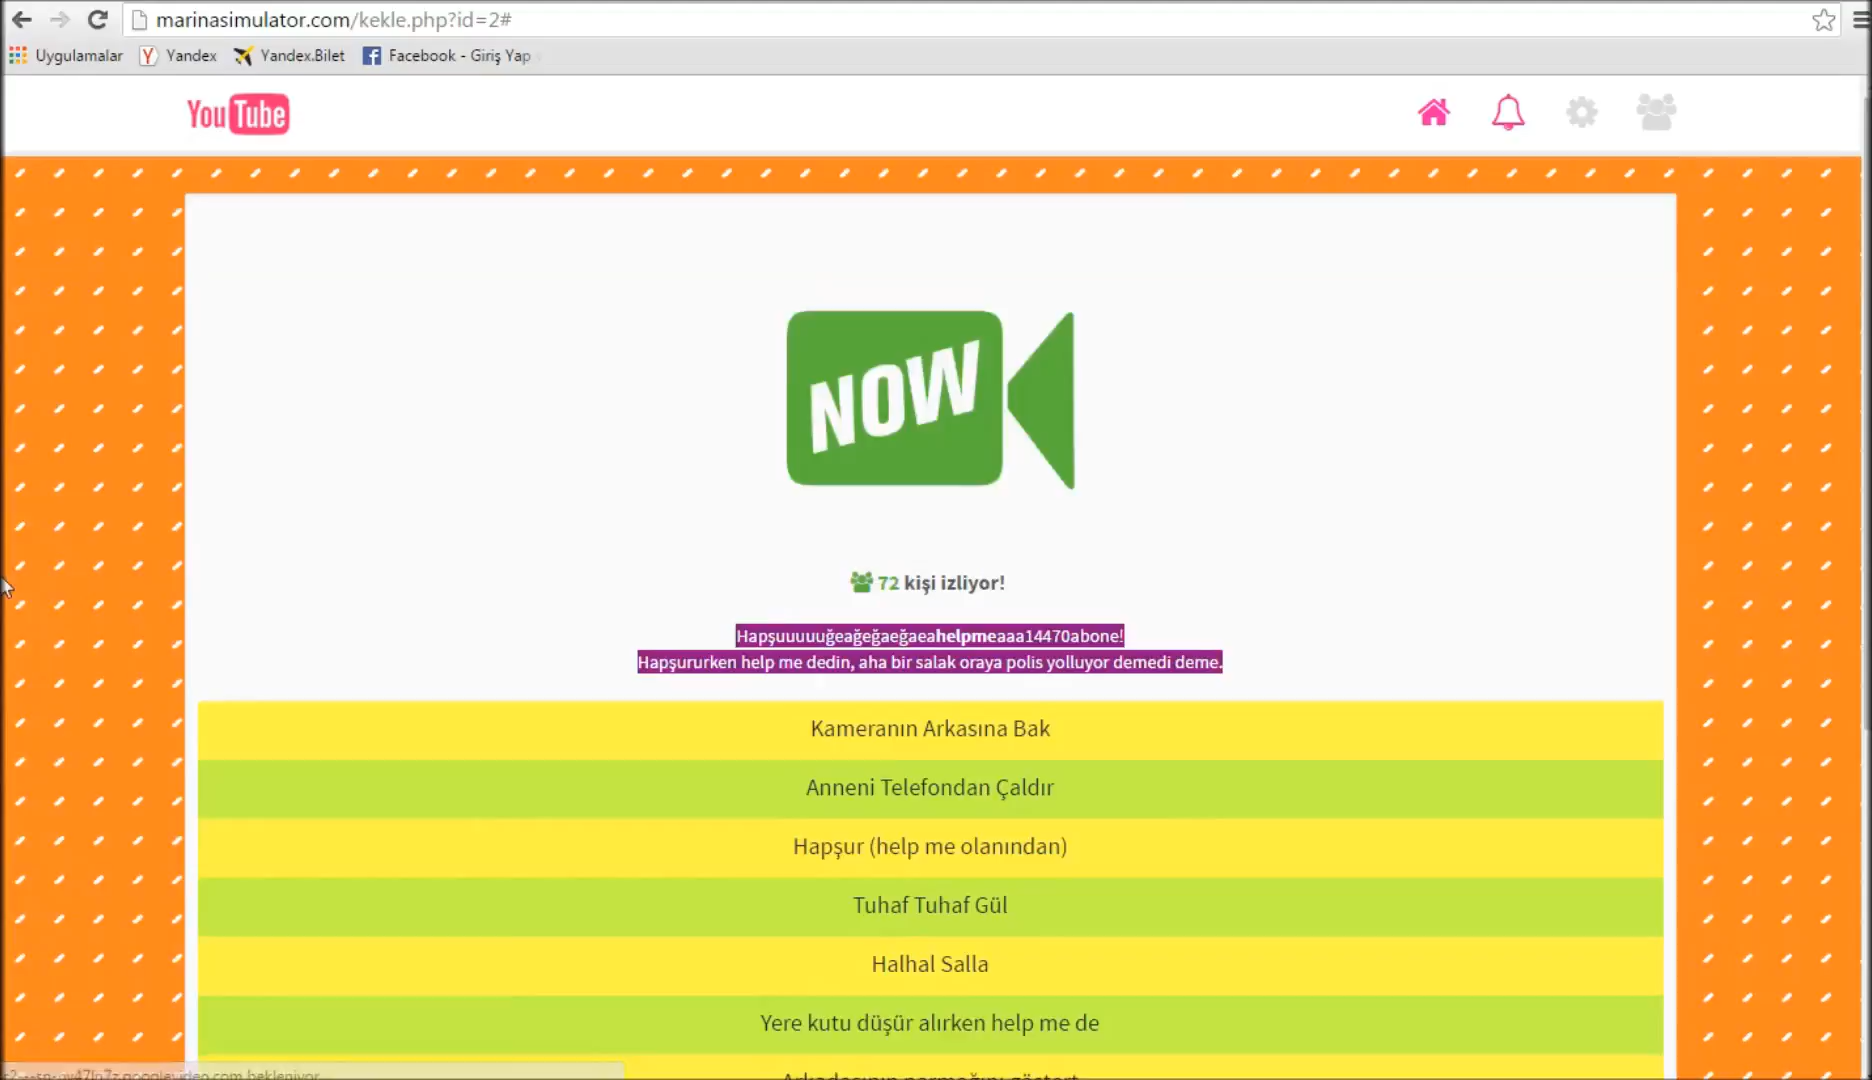 marinasimulator.com/kekle.php?id=2#
Uygulamalar Yandex Yandex.Bilet Facebook - Giriş Yap
YouTube
NOW
72 kişi izliyor!
Hapşuuuuuğeağeğaeğaeahelpmeaaa14470abone!
Hapşururken help me dedin, aha bir salak oraya polis yolluyor demedi deme.
Kameranın Arkasına Bak
Anneni Telefondan Çaldır
Hapşur (help me olanından)
Tuhaf Tuhaf Gül
Halhal Salla
Yere kutu düşür alırken help me de